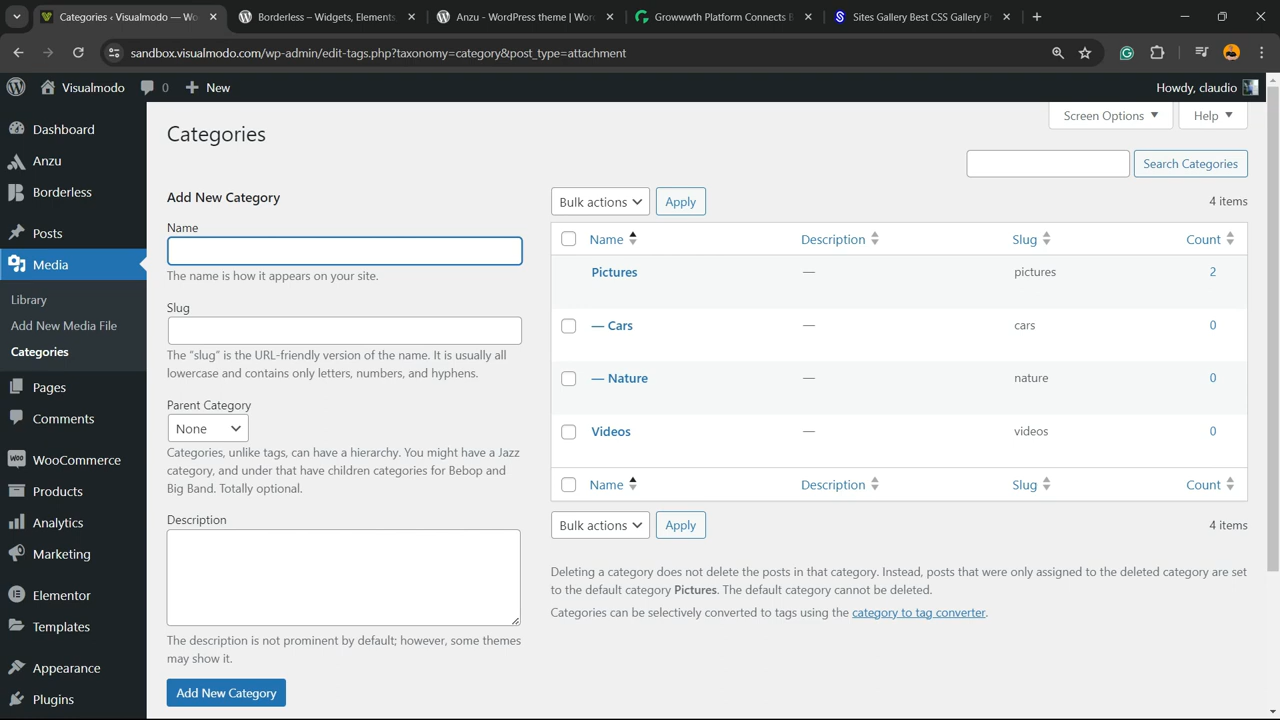 Categories ‹ Visualmodo — Wo
Borderless – Widgets, Elements
Anzu - WordPress theme | Wor
Growwwth Platform Connects B
Sites Gallery Best CSS Gallery P
sandbox.visualmodo.com/wp-admin/edit-tags.php?taxonomy=category&post_type=attachment
Visualmodo
0
New
Howdy, claudio
Dashboard
Anzu
Borderless
Posts
Media
Library
Add New Media File
Categories
Pages
Comments
WooCommerce
Products
Analytics
Marketing
Elementor
Templates
Appearance
Plugins
Screen Options
Help
Categories
Search Categories
Add New Category
Name
The name is how it appears on your site.
Slug
The “slug” is the URL-friendly version of the name. It is usually all
lowercase and contains only letters, numbers, and hyphens.
Parent Category
None
Categories, unlike tags, can have a hierarchy. You might have a Jazz
category, and under that have children categories for Bebop and
Big Band. Totally optional.
Description
The description is not prominent by default; however, some themes
may show it.
Add New Category
Bulk actions Apply 4 items
Name Description Slug Count
Pictures — pictures 2
— Cars — cars 0
— Nature — nature 0
Videos — videos 0
Name Description Slug Count
Bulk actions Apply 4 items
Deleting a category does not delete the posts in that category. Instead, posts that were only assigned to the deleted category are set
to the default category Pictures. The default category cannot be deleted.
Categories can be selectively converted to tags using the category to tag converter.